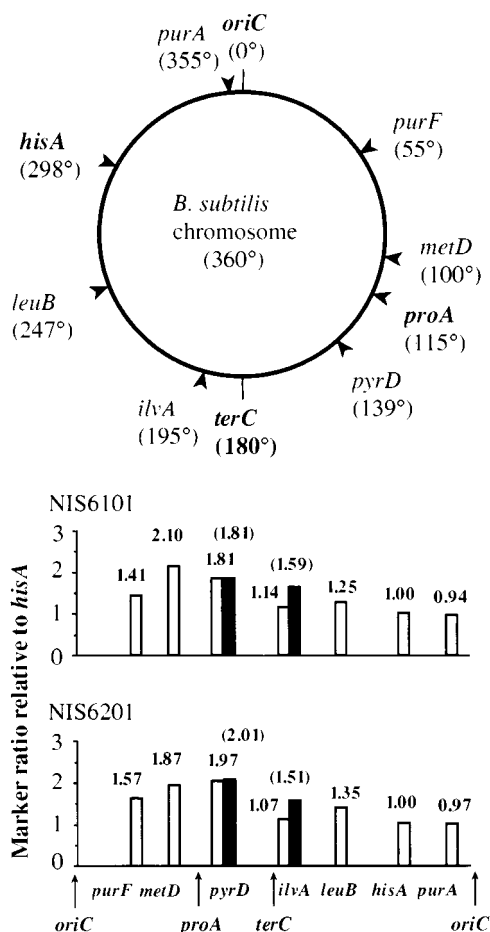 purA oriC
(355°) (0°)
purF
(55°)
hisA
(298°)
B. subtilis
chromosome
(360°)
metD
(100°)
proA
(115°)
leuB
(247°)
pyrD
(139°)
ilvA
(195°)
terC
(180°)
Marker ratio relative to hisA
NIS6101
3
2
1
0
1.41
2.10
(1.81)
1.81
1.14
(1.59)
1.25
1.00
0.94
NIS6201
3
2
1
0
1.57
1.87
(2.01)
1.97
1.07
(1.51)
1.35
1.00
0.97
purF metD pyrD ilvA leuB hisA purA
oriC proA terC oriC